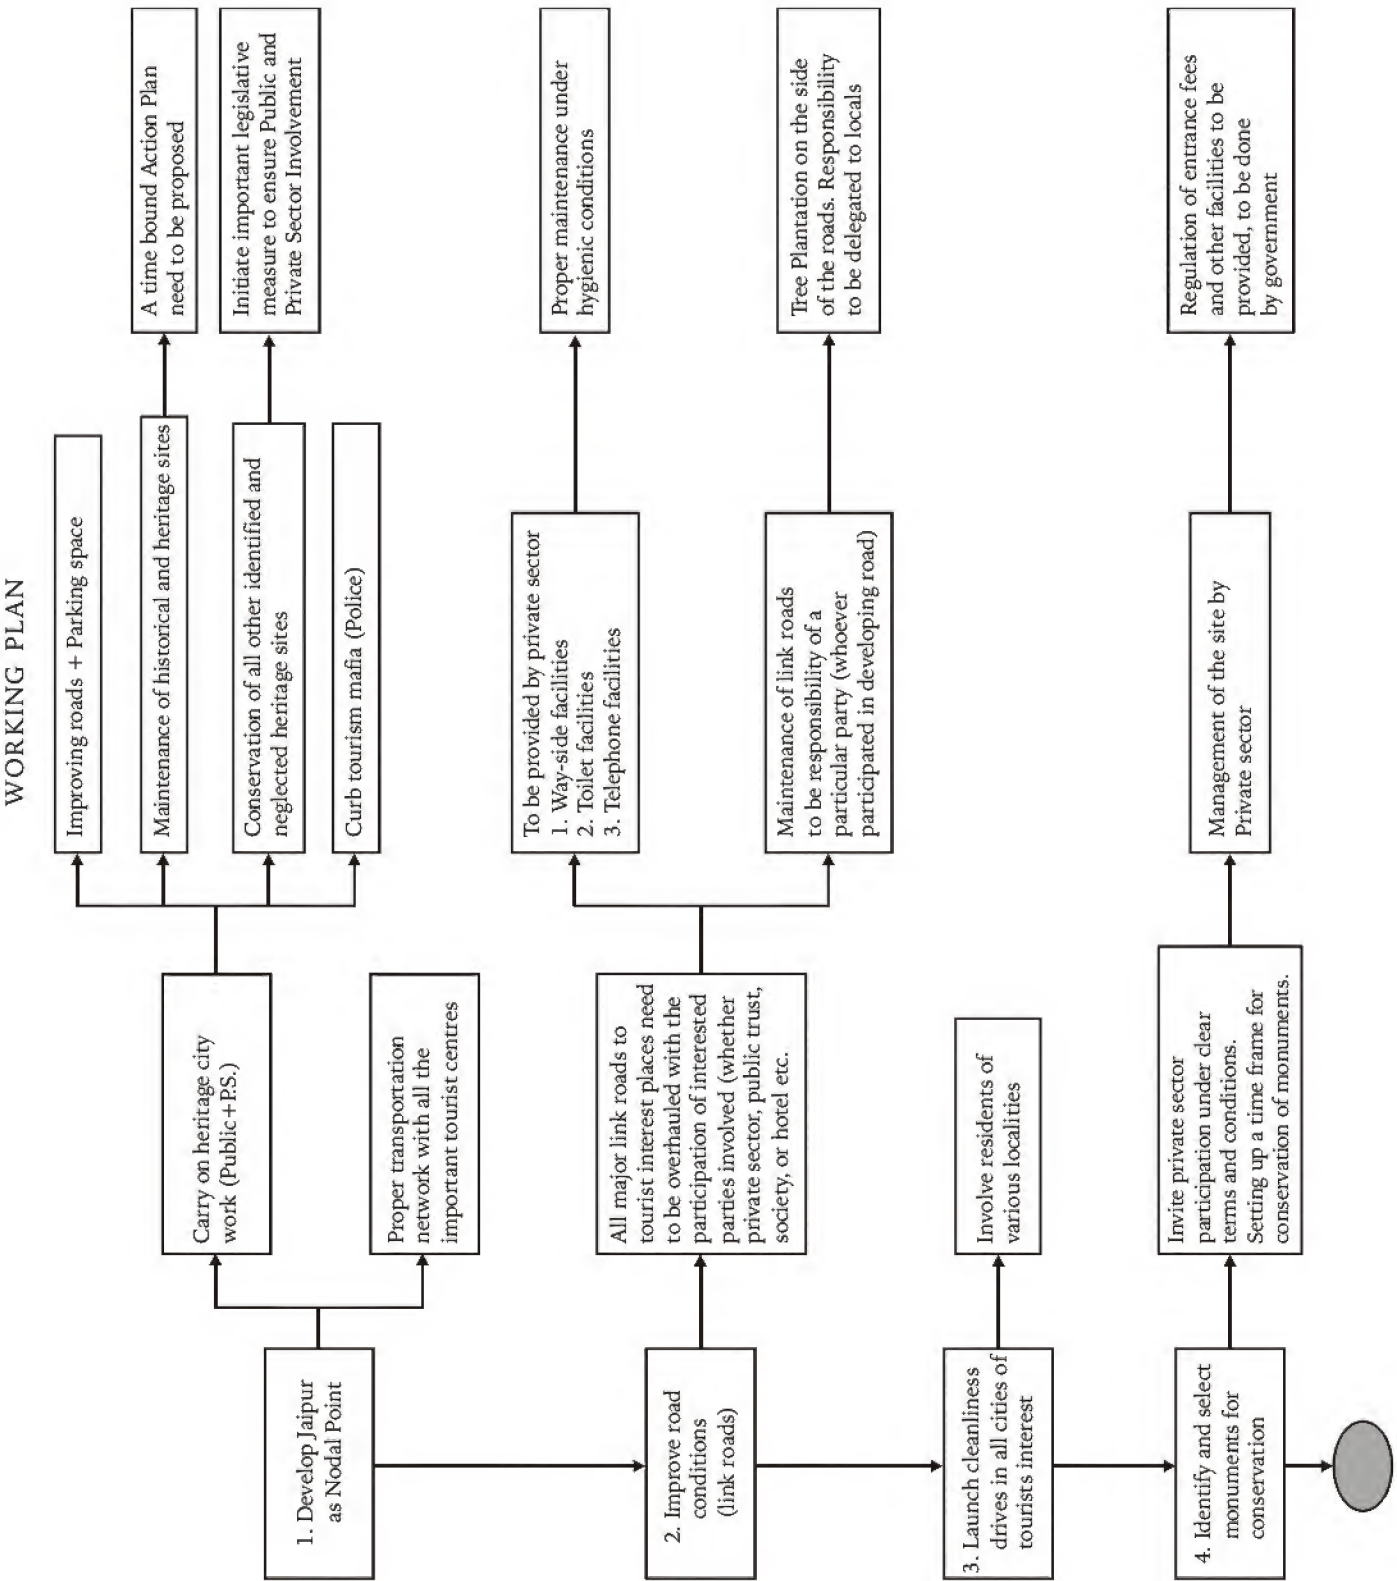 WORKING PLAN
1. Develop Jaipur
as Nodal Point
Carry on heritage city
work (Public+P.S.)
Improving roads + Parking space
Maintenance of historical and heritage sites
A time bound Action Plan
need to be proposed
Conservation of all other identified and
neglected heritage sites
Initiate important legislative
measure to ensure Public and
Private Sector Involvement
Curb tourism mafia (Police)
Proper transportation
network with all the
important tourist centres
2. Improve road
conditions
(link roads)
All major link roads to
tourist interest places need
to be overhauled with the
participation of interested
parties involved (whether
private sector, public trust,
society, or hotel etc.
To be provided by private sector
1. Way-side facilities
2. Toilet facilities
3. Telephone facilities
Proper maintenance under
hygienic conditions
Maintenance of link roads
to be responsibility of a
particular party (whoever
participated in developing road)
Tree Plantation on the side
of the roads. Responsibility
to be delegated to locals
3. Launch cleanliness
drives in all cities of
tourists interest
Involve residents of
various localities
4. Identify and select
monuments for
conservation
Invite private sector
participation under clear
terms and conditions.
Setting up a time frame for
conservation of monuments.
Management of the site by
Private sector
Regulation of entrance fees
and other facilities to be
provided, to be done
by government